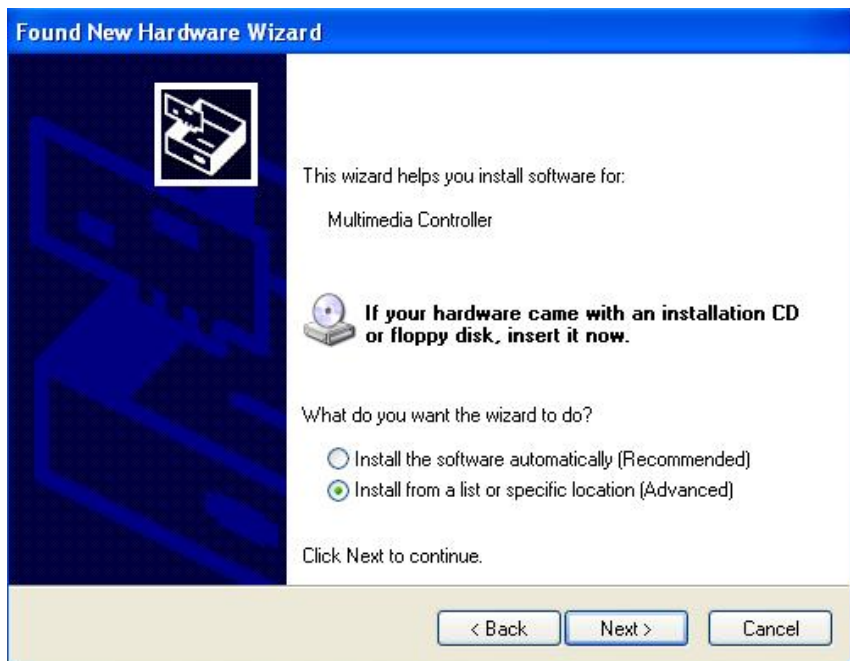 Found New Hardware Wizard
This wizard helps you install software for:
Multimedia Controller
If your hardware came with an installation CD
or floppy disk, insert it now.
What do you want the wizard to do?
Install the software automatically (Recommended)
Install from a list or specific location (Advanced)
Click Next to continue.
< Back Next > Cancel